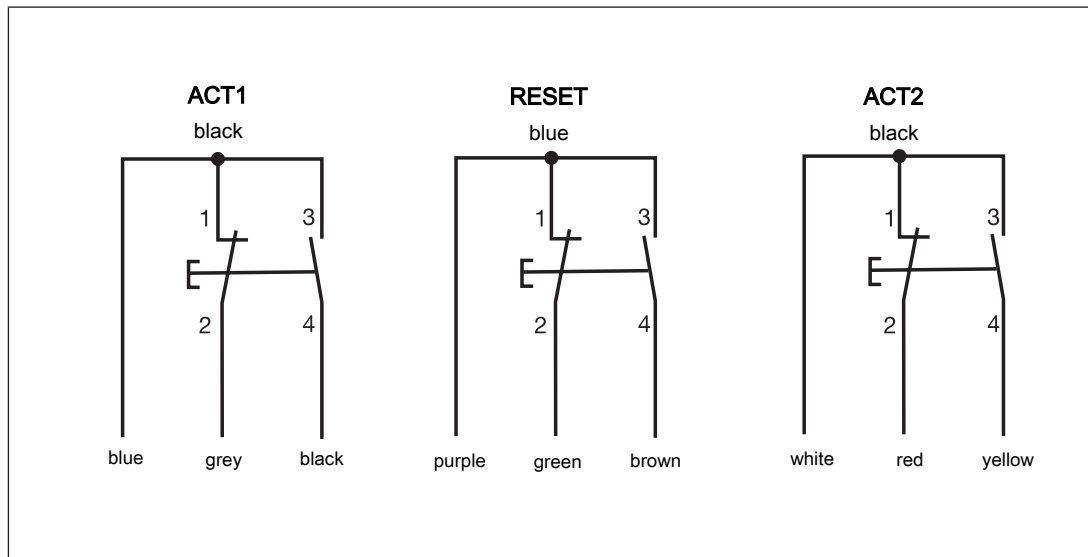 ACT1 RESET ACT2
black blue black
1 3 1 3 1 3
2 4 2 4 2 4
blue grey black purple green brown white red yellow